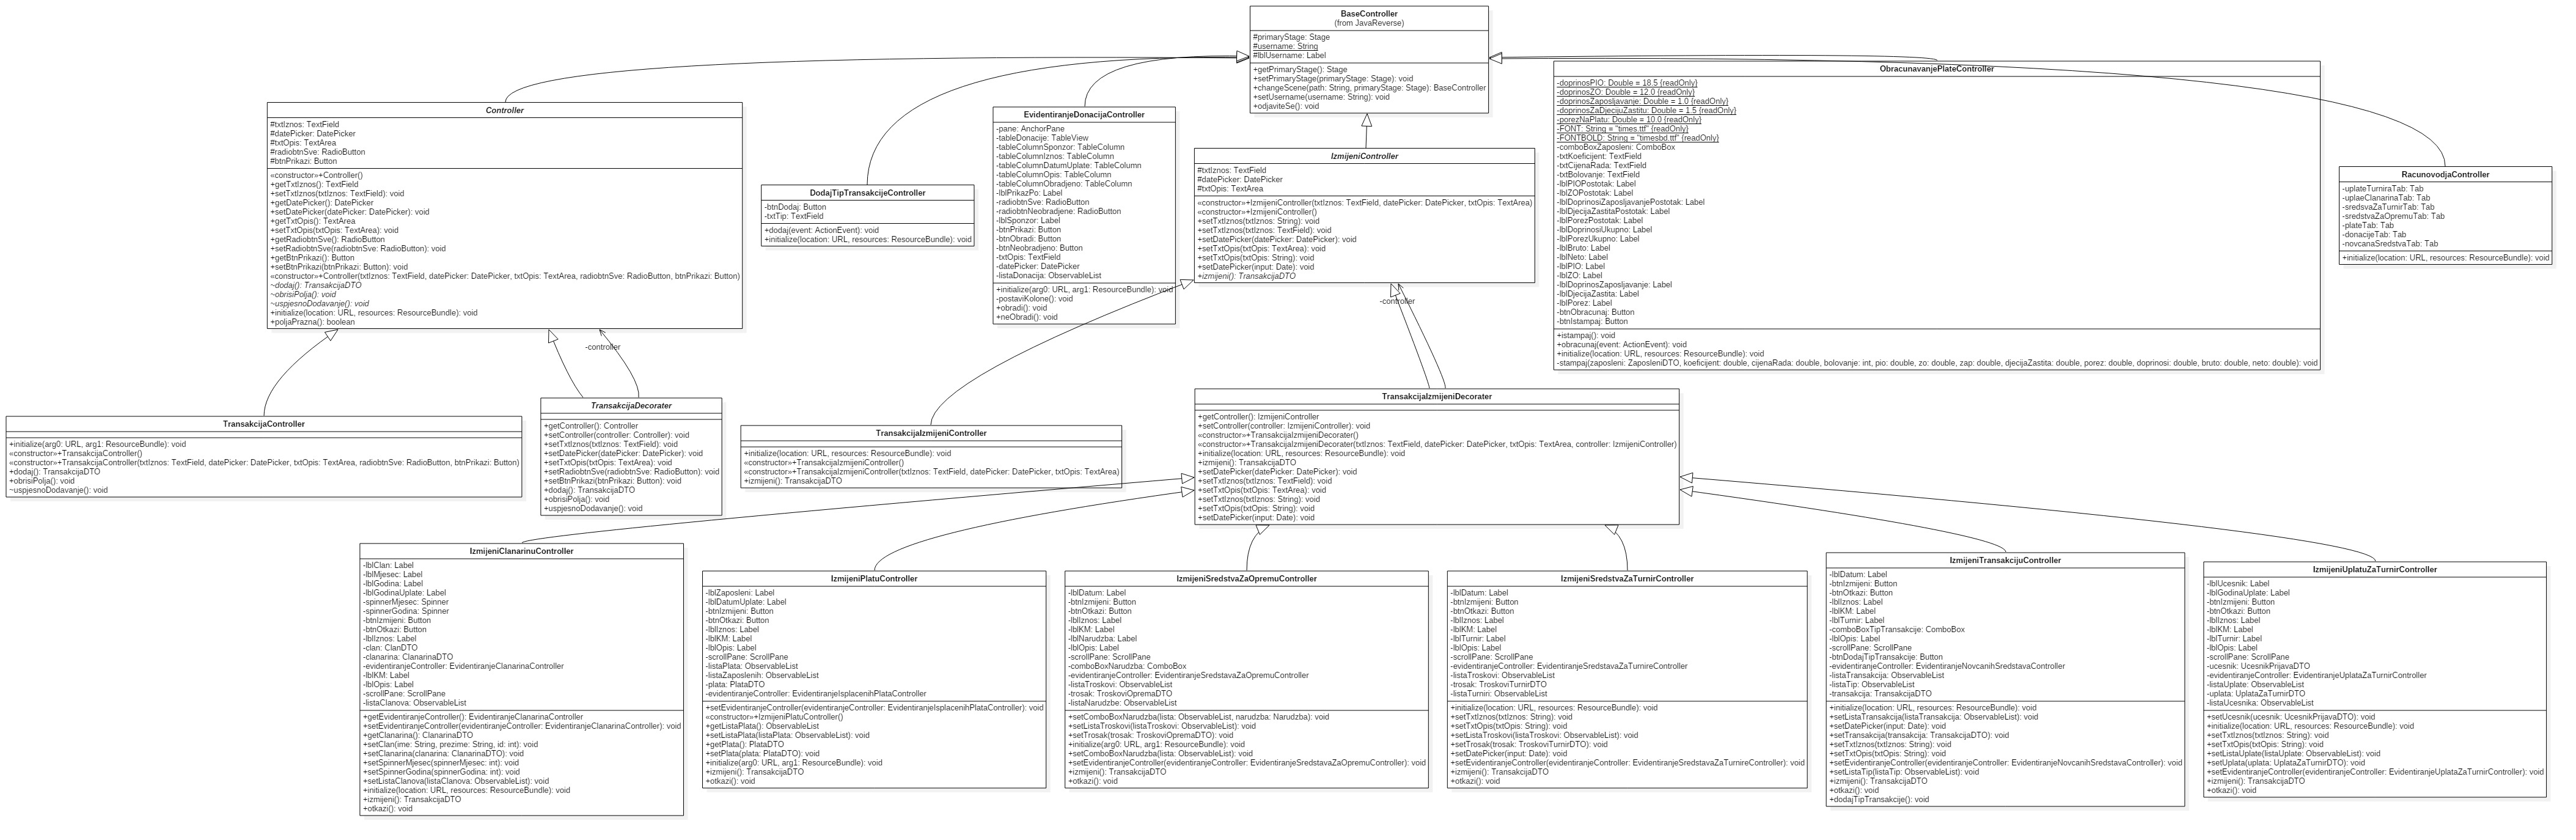 BaseController
(from JavaReverse)
#primaryStage: Stage
#username: String
#lblUsername: Label
+getPrimaryStage(): Stage
+setPrimaryStage(primaryStage: Stage): void
+changeScene(path: String, primaryStage: Stage): BaseController
+setUsername(username: String): void
+odjaviteSe(): void
Controller
#txtIznos: TextField
#datePicker: DatePicker
#txtOpis: TextArea
#radiobtnSve: RadioButton
#btnPrikazi: Button
«constructor»+Controller()
+getTxtIznos(): TextField
+setTxtIznos(txtIznos: TextField): void
+getDatePicker(): DatePicker
+setDatePicker(datePicker: DatePicker): void
+getTxtOpis(): TextArea
+setTxtOpis(txtOpis: TextArea): void
+getRadiobtnSve(): RadioButton
+setRadiobtnSve(radiobtnSve: RadioButton): void
+getBtnPrikazi(): Button
+setBtnPrikazi(btnPrikazi: Button): void
«constructor»+Controller(txtIznos: TextField, datePicker: DatePicker, txtOpis: TextArea, radiobtnSve: RadioButton, btnPrikazi: Button)
~dodaj(): TransakcijaDTO
~obrisiPolja(): void
~uspjesnoDodavanje(): void
+initialize(location: URL, resources: ResourceBundle): void
+poljaPrazna(): boolean
DodajTipTransakcijeController
-btnDodaj: Button
-txtTip: TextField
+dodaj(event: ActionEvent): void
+initialize(location: URL, resources: ResourceBundle): void
EvidentiranjeDonacijaController
-pane: AnchorPane
-tableDonacije: TableView
-tableColumnSponzor: TableColumn
-tableColumnIznos: TableColumn
-tableColumnDatumUplate: TableColumn
-tableColumnOpis: TableColumn
-tableColumnObradjeno: TableColumn
-lblPrikazPo: Label
-radiobtnSve: RadioButton
-radiobtnNeobradjene: RadioButton
-lblSponzor: Label
-btnPrikazi: Button
-btnObradi: Button
-btnNeobradjeno: Button
-txtOpis: TextField
-datePicker: DatePicker
-listaDonacija: ObservableList
+initialize(arg0: URL, arg1: ResourceBundle): void
-postaviKolone(): void
+obradi(): void
+neObradi(): void
IzmijeniController
#txtIznos: TextField
#datePicker: DatePicker
#txtOpis: TextArea
«constructor»+IzmijeniController(txtIznos: TextField, datePicker: DatePicker, txtOpis: TextArea)
«constructor»+IzmijeniController()
+setTxtIznos(txtIznos: String): void
+setTxtIznos(txtIznos: TextField): void
+setDatePicker(datePicker: DatePicker): void
+setTxtOpis(txtOpis: TextArea): void
+setTxtOpis(txtOpis: String): void
+setDatePicker(input: Date): void
+izmijeni(): TransakcijaDTO
ObracunavanjePlateController
-doprinosPIO: Double = 18.5 {readOnly}
-doprinosZO: Double = 12.0 {readOnly}
-doprinosZaposljavanje: Double = 1.0 {readOnly}
-doprinosZaDjecijuZastitu: Double = 1.5 {readOnly}
-porezNaPlatu: Double = 10.0 {readOnly}
-FONT: String = "times.ttf" {readOnly}
-FONTBOLD: String = "timesbd.ttf" {readOnly}
-comboBoxZaposleni: ComboBox
-txtKoeficijent: TextField
-txtCijenaRada: TextField
-txtBolovanje: TextField
-lblPIOPostotak: Label
-lblZOPostotak: Label
-lblDoprinosiZaposljavanjePostotak: Label
-lblDjecijaZastitaPostotak: Label
-lblPorezPostotak: Label
-lblDoprinosiUkupno: Label
-lblPorezUkupno: Label
-lblBruto: Label
-lblNeto: Label
-lblPIO: Label
-lblZO: Label
-lblDoprinosZaposljavanje: Label
-lblDjecijaZastita: Label
-lblPorez: Label
-btnObracunaj: Button
-btnIstampaj: Button
+istampaj(): void
+obracunaj(event: ActionEvent): void
+initialize(location: URL, resources: ResourceBundle): void
-stampaj(zaposleni: ZaposleniDTO, koeficijent: double, cijenaRada: double, bolovanje: int, pio: double, zo: double, zap: double, djecijaZastita: double, porez: double, doprinosi: double, bruto: double, neto: double): void
RacunovodjaController
-uplateTurniraTab: Tab
-uplaeClanarinaTab: Tab
-sredsvaZaTurnirTab: Tab
-sredstvaZaOpremuTab: Tab
-plateTab: Tab
-donacijeTab: Tab
-novcanaSredstvaTab: Tab
+initialize(location: URL, resources: ResourceBundle): void
-controller
-controller
TransakcijaController
+initialize(arg0: URL, arg1: ResourceBundle): void
«constructor»+TransakcijaController()
«constructor»+TransakcijaController(txtIznos: TextField, datePicker: DatePicker, txtOpis: TextArea, radiobtnSve: RadioButton, btnPrikazi: Button)
+dodaj(): TransakcijaDTO
+obrisiPolja(): void
~uspjesnoDodavanje(): void
TransakcijaDecorater
+getController(): Controller
+setController(controller: Controller): void
+setTxtIznos(txtIznos: TextField): void
+setDatePicker(datePicker: DatePicker): void
+setTxtOpis(txtOpis: TextArea): void
+setRadiobtnSve(radiobtnSve: RadioButton): void
+setBtnPrikazi(btnPrikazi: Button): void
+dodaj(): TransakcijaDTO
+obrisiPolja(): void
+uspjesnoDodavanje(): void
TransakcijaIzmijeniController
+initialize(location: URL, resources: ResourceBundle): void
«constructor»+TransakcijaIzmijeniController()
«constructor»+TransakcijaIzmijeniController(txtIznos: TextField, datePicker: DatePicker, txtOpis: TextArea)
+izmijeni(): TransakcijaDTO
TransakcijaIzmijeniDecorater
+getController(): IzmijeniController
+setController(controller: IzmijeniController): void
«constructor»+TransakcijaIzmijeniDecorater()
«constructor»+TransakcijaIzmijeniDecorater(txtIznos: TextField, datePicker: DatePicker, txtOpis: TextArea, controller: IzmijeniController)
+initialize(location: URL, resources: ResourceBundle): void
+izmijeni(): TransakcijaDTO
+setDatePicker(datePicker: DatePicker): void
+setTxtIznos(txtIznos: TextField): void
+setTxtOpis(txtOpis: TextArea): void
+setTxtIznos(txtIznos: String): void
+setTxtOpis(txtOpis: String): void
+setDatePicker(input: Date): void
IzmijeniClanarinuController
-lblClan: Label
-lblMjesec: Label
-lblGodina: Label
-lblGodinaUplate: Label
-spinnerMjesec: Spinner
-spinnerGodina: Spinner
-btnIzmijeni: Button
-btnOtkazi: Button
-lblIznos: Label
-clan: ClanDTO
-clanarina: ClanarinaDTO
-evidentiranjeController: EvidentiranjeClanarinaController
-lblKM: Label
-lblOpis: Label
-scrollPane: ScrollPane
-listaClanova: ObservableList
+getEvidentiranjeController(): EvidentiranjeClanarinaController
+setEvidentiranjeController(evidentiranjeController: EvidentiranjeClanarinaController): void
+getClanarina(): ClanarinaDTO
+setClan(ime: String, prezime: String, id: int): void
+setClanarina(clanarina: ClanarinaDTO): void
+setSpinnerMjesec(spinnerMjesec: int): void
+setSpinnerGodina(spinnerGodina: int): void
+setListaClanova(listaClanova: ObservableList): void
+initialize(location: URL, resources: ResourceBundle): void
+izmijeni(): TransakcijaDTO
+otkazi(): void
IzmijeniPlatuController
-lblZaposleni: Label
-lblDatumUplate: Label
-btnIzmijeni: Button
-btnOtkazi: Button
-lblIznos: Label
-lblKM: Label
-lblOpis: Label
-scrollPane: ScrollPane
-listaPlata: ObservableList
-listaZaposlenih: ObservableList
-plata: PlataDTO
-evidentiranjeController: EvidentiranjeIsplacenihPlataController
+setEvidentiranjeController(evidentiranjeController: EvidentiranjeIsplacenihPlataController): void
«constructor»+IzmijeniPlatuController()
+getListaPlata(): ObservableList
+setListaPlata(listaPlata: ObservableList): void
+getPlata(): PlataDTO
+setPlata(plata: PlataDTO): void
+initialize(arg0: URL, arg1: ResourceBundle): void
+izmijeni(): TransakcijaDTO
+otkazi(): void
IzmijeniSredstvaZaOpremuController
-lblDatum: Label
-btnIzmijeni: Button
-btnOtkazi: Button
-lblIznos: Label
-lblKM: Label
-lblNarudzba: Label
-lblOpis: Label
-scrollPane: ScrollPane
-comboBoxNarudzba: ComboBox
-evidentiranjeController: EvidentiranjeSredstavaZaOpremuController
-listaTroskovi: ObservableList
-trosak: TroskoviOpremaDTO
-listaNarudzbe: ObservableList
+setComboBoxNarudzba(lista: ObservableList, narudzba: Narudzba): void
+setListaTroskovi(listaTroskovi: ObservableList): void
+setTrosak(trosak: TroskoviOpremaDTO): void
+initialize(arg0: URL, arg1: ResourceBundle): void
+setComboBoxNarudzba(lista: ObservableList): void
+setEvidentiranjeController(evidentiranjeController: EvidentiranjeSredstavaZaOpremuController): void
+izmijeni(): TransakcijaDTO
+otkazi(): void
IzmijeniSredstvaZaTurnirController
-lblDatum: Label
-btnIzmijeni: Button
-btnOtkazi: Button
-lblIznos: Label
-lblKM: Label
-lblTurnir: Label
-lblOpis: Label
-scrollPane: ScrollPane
-evidentiranjeController: EvidentiranjeSredstavaZaTurnireController
-listaTroskovi: ObservableList
-trosak: TroskoviTurnirDTO
-listaTurniri: ObservableList
+initialize(location: URL, resources: ResourceBundle): void
+setTxtIznos(txtIznos: String): void
+setTxtOpis(txtOpis: String): void
+setListaTroskovi(listaTroskovi: ObservableList): void
+setTrosak(trosak: TroskoviTurnirDTO): void
+setDatePicker(input: Date): void
+setEvidentiranjeController(evidentiranjeController: EvidentiranjeSredstavaZaTurnireController): void
+izmijeni(): TransakcijaDTO
+otkazi(): void
IzmijeniTransakcijuController
-lblDatum: Label
-btnIzmijeni: Button
-btnOtkazi: Button
-lblIznos: Label
-lblKM: Label
-lblTurnir: Label
-comboBoxTipTransakcije: ComboBox
-lblOpis: Label
-scrollPane: ScrollPane
-btnDodajTipTransakcije: Button
-evidentiranjeController: EvidentiranjeNovcanihSredstavaController
-listaTransakcija: ObservableList
-listaTip: ObservableList
-transakcija: TransakcijaDTO
+initialize(location: URL, resources: ResourceBundle): void
+setListaTransakcija(listaTransakcija: ObservableList): void
+setDatePicker(input: Date): void
+setTransakcija(transakcija: TransakcijaDTO): void
+setTxtIznos(txtIznos: String): void
+setTxtOpis(txtOpis: String): void
+setEvidentiranjeController(evidentiranjeController: EvidentiranjeNovcanihSredstavaController): void
+setListaTip(listaTip: ObservableList): void
+izmijeni(): TransakcijaDTO
+otkazi(): void
+dodajTipTransakcije(): void
IzmijeniUplatuZaTurnirController
-lblUcesnik: Label
-lblGodinaUplate: Label
-btnIzmijeni: Button
-btnOtkazi: Button
-lblIznos: Label
-lblKM: Label
-lblTurnir: Label
-lblOpis: Label
-scrollPane: ScrollPane
-ucesnik: UcesnikPrijavaDTO
-evidentiranjeController: EvidentiranjeUplataZaTurnirController
-listaUplate: ObservableList
-uplata: UplataZaTurnirDTO
-listaUcesnika: ObservableList
+setUcesnik(ucesnik: UcesnikPrijavaDTO): void
+initialize(location: URL, resources: ResourceBundle): void
+setTxtIznos(txtIznos: String): void
+setTxtOpis(txtOpis: String): void
+setListaUplate(listaUplate: ObservableList): void
+setUplata(uplata: UplataZaTurnirDTO): void
+setEvidentiranjeController(evidentiranjeController: EvidentiranjeUplataZaTurnirController): void
+izmijeni(): TransakcijaDTO
+otkazi(): void